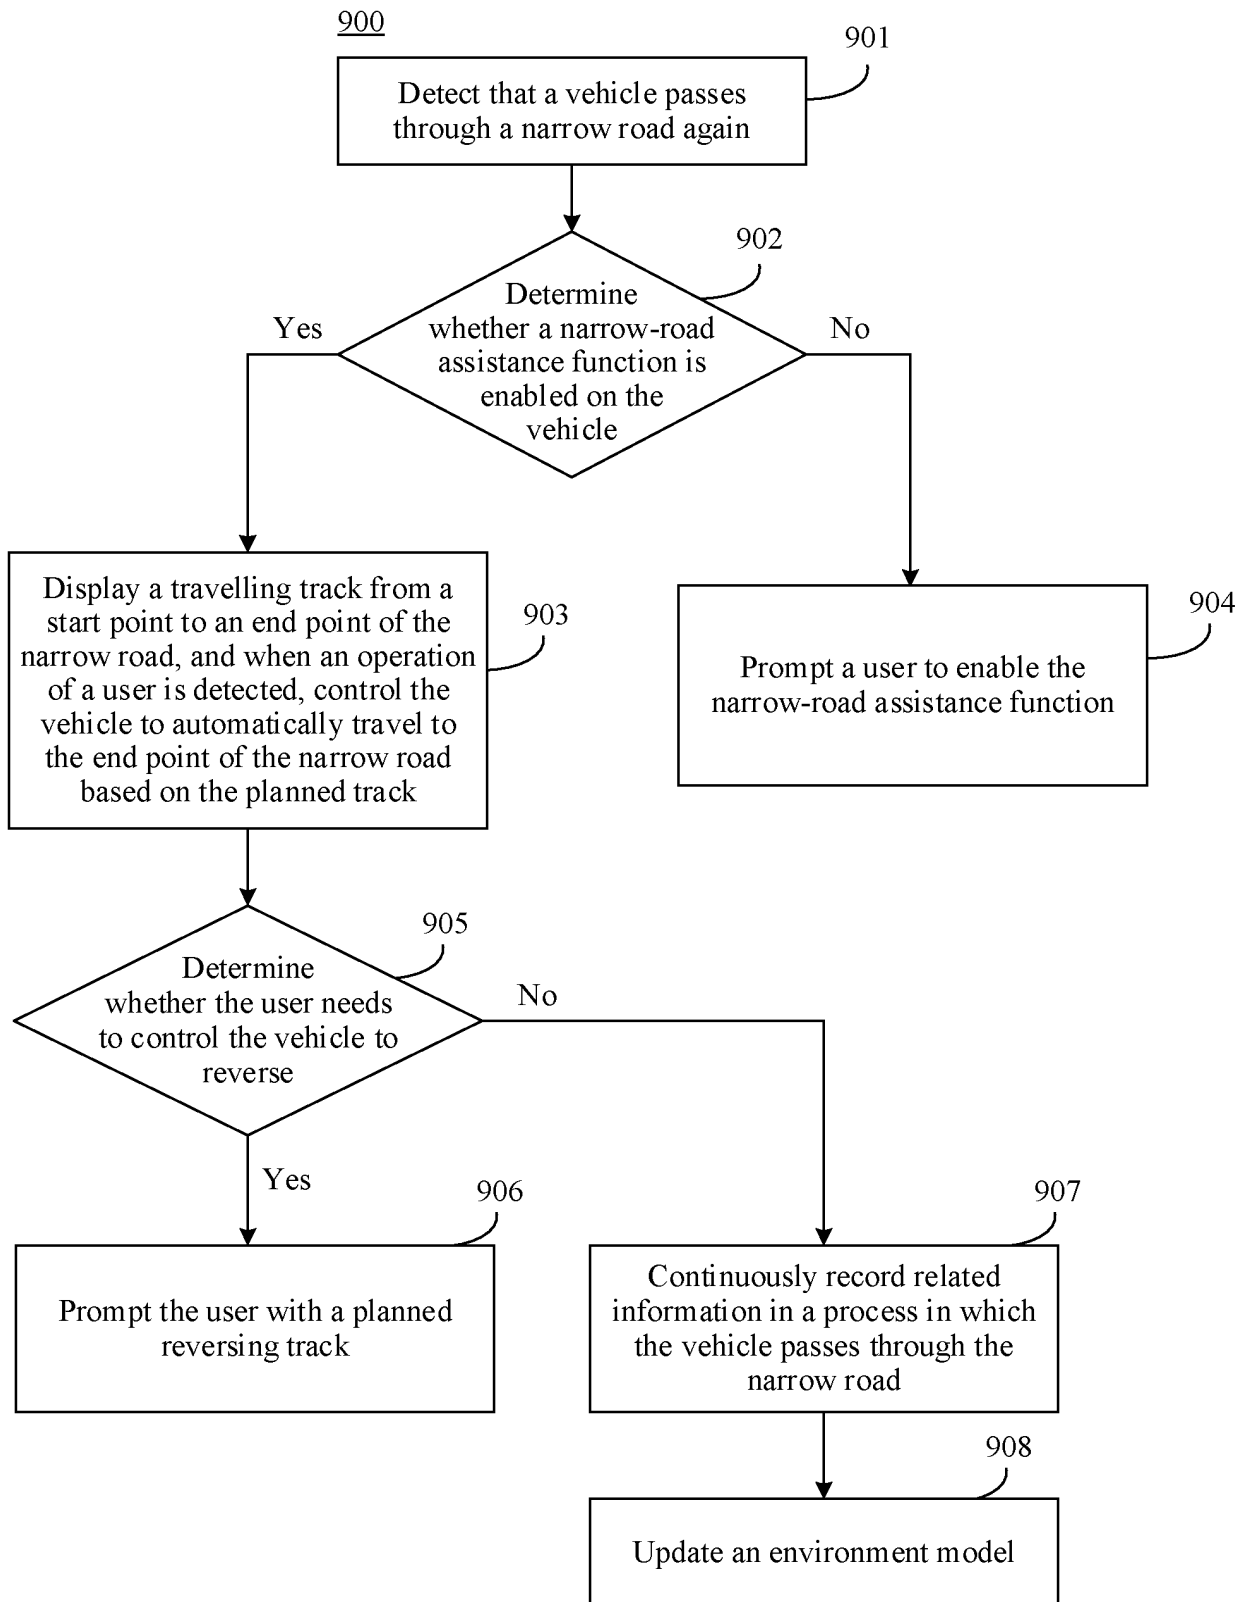 900
901
Detect that a vehicle passes
through a narrow road again
902
Determine
whether a narrow-road
assistance function is
enabled on the
vehicle
Yes
No
Display a travelling track from a
start point to an end point of the
narrow road, and when an operation
of a user is detected, control the
vehicle to automatically travel to
the end point of the narrow road
based on the planned track
903
904
Prompt a user to enable the
narrow-road assistance function
905
Determine
whether the user needs
to control the vehicle to
reverse
No
Yes
906
Prompt the user with a planned
reversing track
907
Continuously record related
information in a process in which
the vehicle passes through the
narrow road
908
Update an environment model